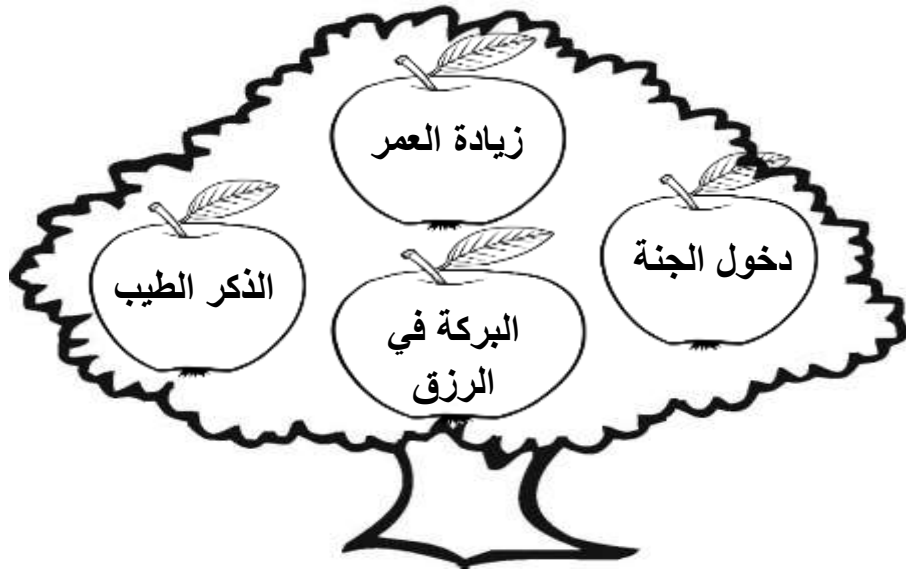 زيادة العمر
دخول الجنة
الذكر الطيب
البركة في
الرزق